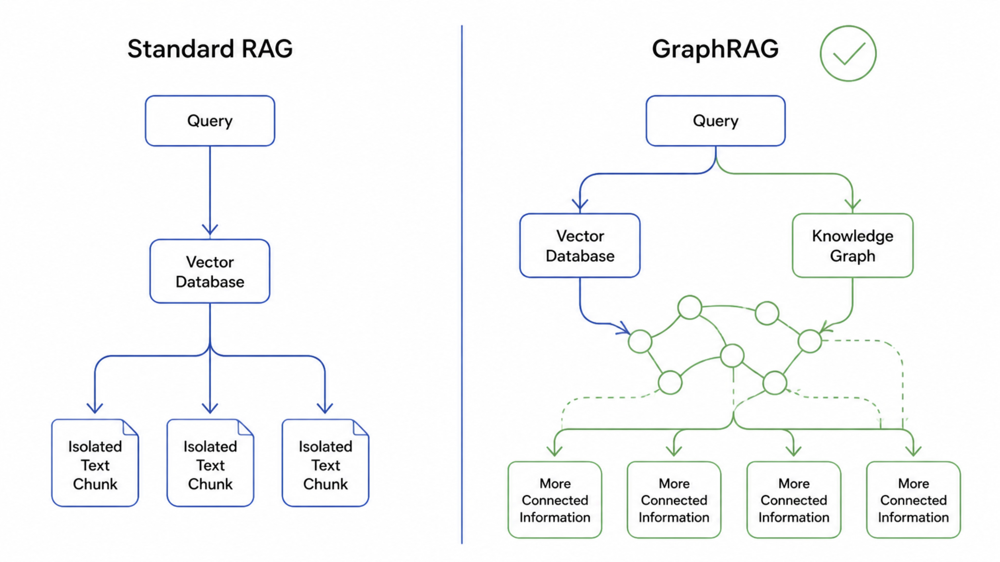 Standard RAG
Query
Vector
Database
Isolated
Text
Chunk
Isolated
Text
Chunk
Isolated
Text
Chunk
GraphRAG
Query
Vector
Database
Knowledge
Graph
More
Connected
Information
More
Connected
Information
More
Connected
Information
More
Connected
Information